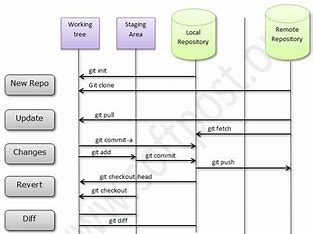 Working
tree
Staging
Area
Local
Repository
Remote
Repository
New Repo
git init
Git clone
Update
git pull
git fetch
Changes
git commit-a
git add
git commit
git push
Revert
git checkout head
git checkout
Diff
git diff